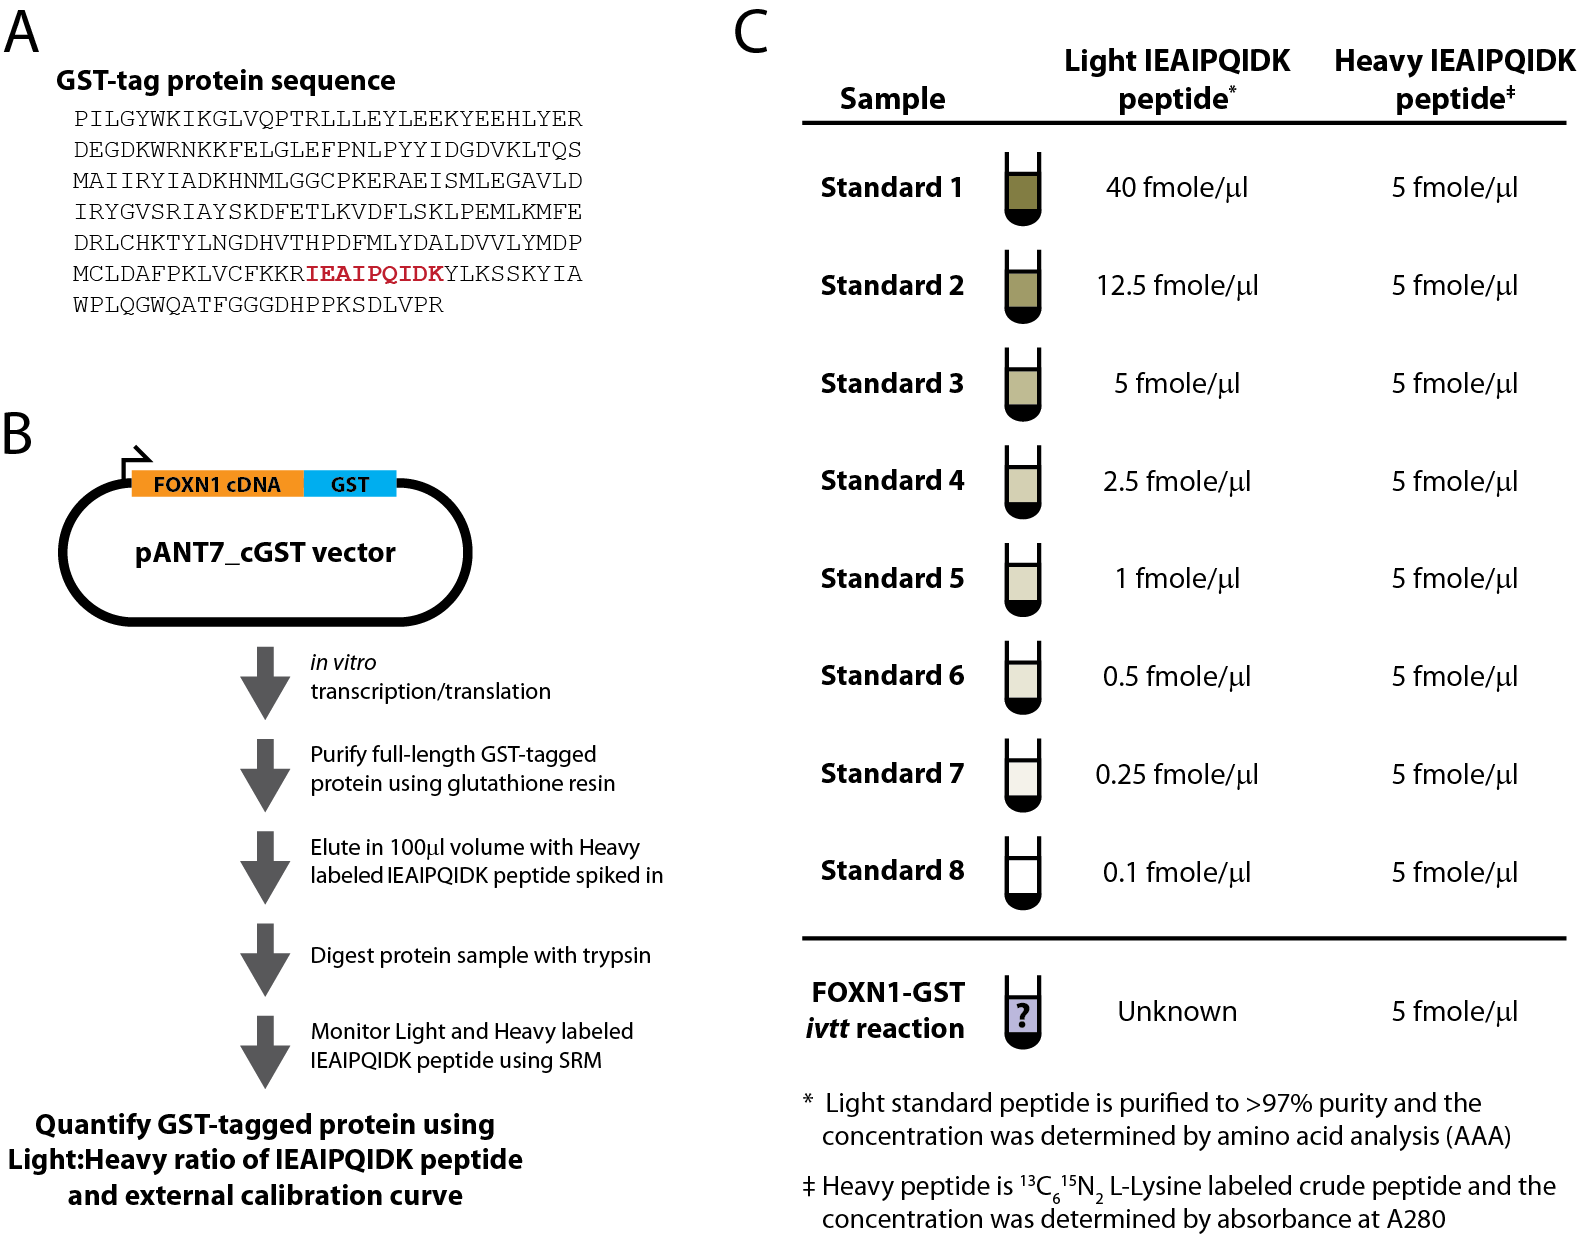 A
GST-tag protein sequence
PILGYWKIKGLVQPTRLLLEYLEEKYEEHLYER
DEGDKWRNKKFELGLEFPNLPYYIDGDVKLTQS
MAIIRYIADKHNMLGGCPKERAEISMLEGAVLD
IRYGVSRIAYSKDFETLKVDFLSKLPEMLKMFE
DRLCHKTYLNGDHVTHPDFMLYDALDVVLYMDP
MCLDAFPKLVCFKKRIEAIPQIDKYLKSSKYIA
WPLQGWQATFGGGDHPPKSDLVPR
B
FOXN1 cDNA GST
pANT7_cGST vector
in vitro
transcription/translation
Purify full-length GST-tagged
protein using glutathione resin
Elute in 100µl volume with Heavy
labeled IEAIPQIDK peptide spiked in
Digest protein sample with trypsin
Monitor Light and Heavy labeled
IEAIPQIDK peptide using SRM
Quantify GST-tagged protein using
Light:Heavy ratio of IEAIPQIDK peptide
and external calibration curve
C
Sample Light IEAIPQIDK peptide* Heavy IEAIPQIDK peptide‡
Standard 1 40 fmole/µl 5 fmole/µl
Standard 2 12.5 fmole/µl 5 fmole/µl
Standard 3 5 fmole/µl 5 fmole/µl
Standard 4 2.5 fmole/µl 5 fmole/µl
Standard 5 1 fmole/µl 5 fmole/µl
Standard 6 0.5 fmole/µl 5 fmole/µl
Standard 7 0.25 fmole/µl 5 fmole/µl
Standard 8 0.1 fmole/µl 5 fmole/µl
FOXN1-GST
ivtt reaction ? Unknown 5 fmole/µl
* Light standard peptide is purified to >97% purity and the
concentration was determined by amino acid analysis (AAA)
‡ Heavy peptide is ¹³C₆¹⁵N₂ L-Lysine labeled crude peptide and the
concentration was determined by absorbance at A280